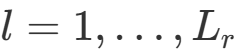 l = 1, . . . , L_r